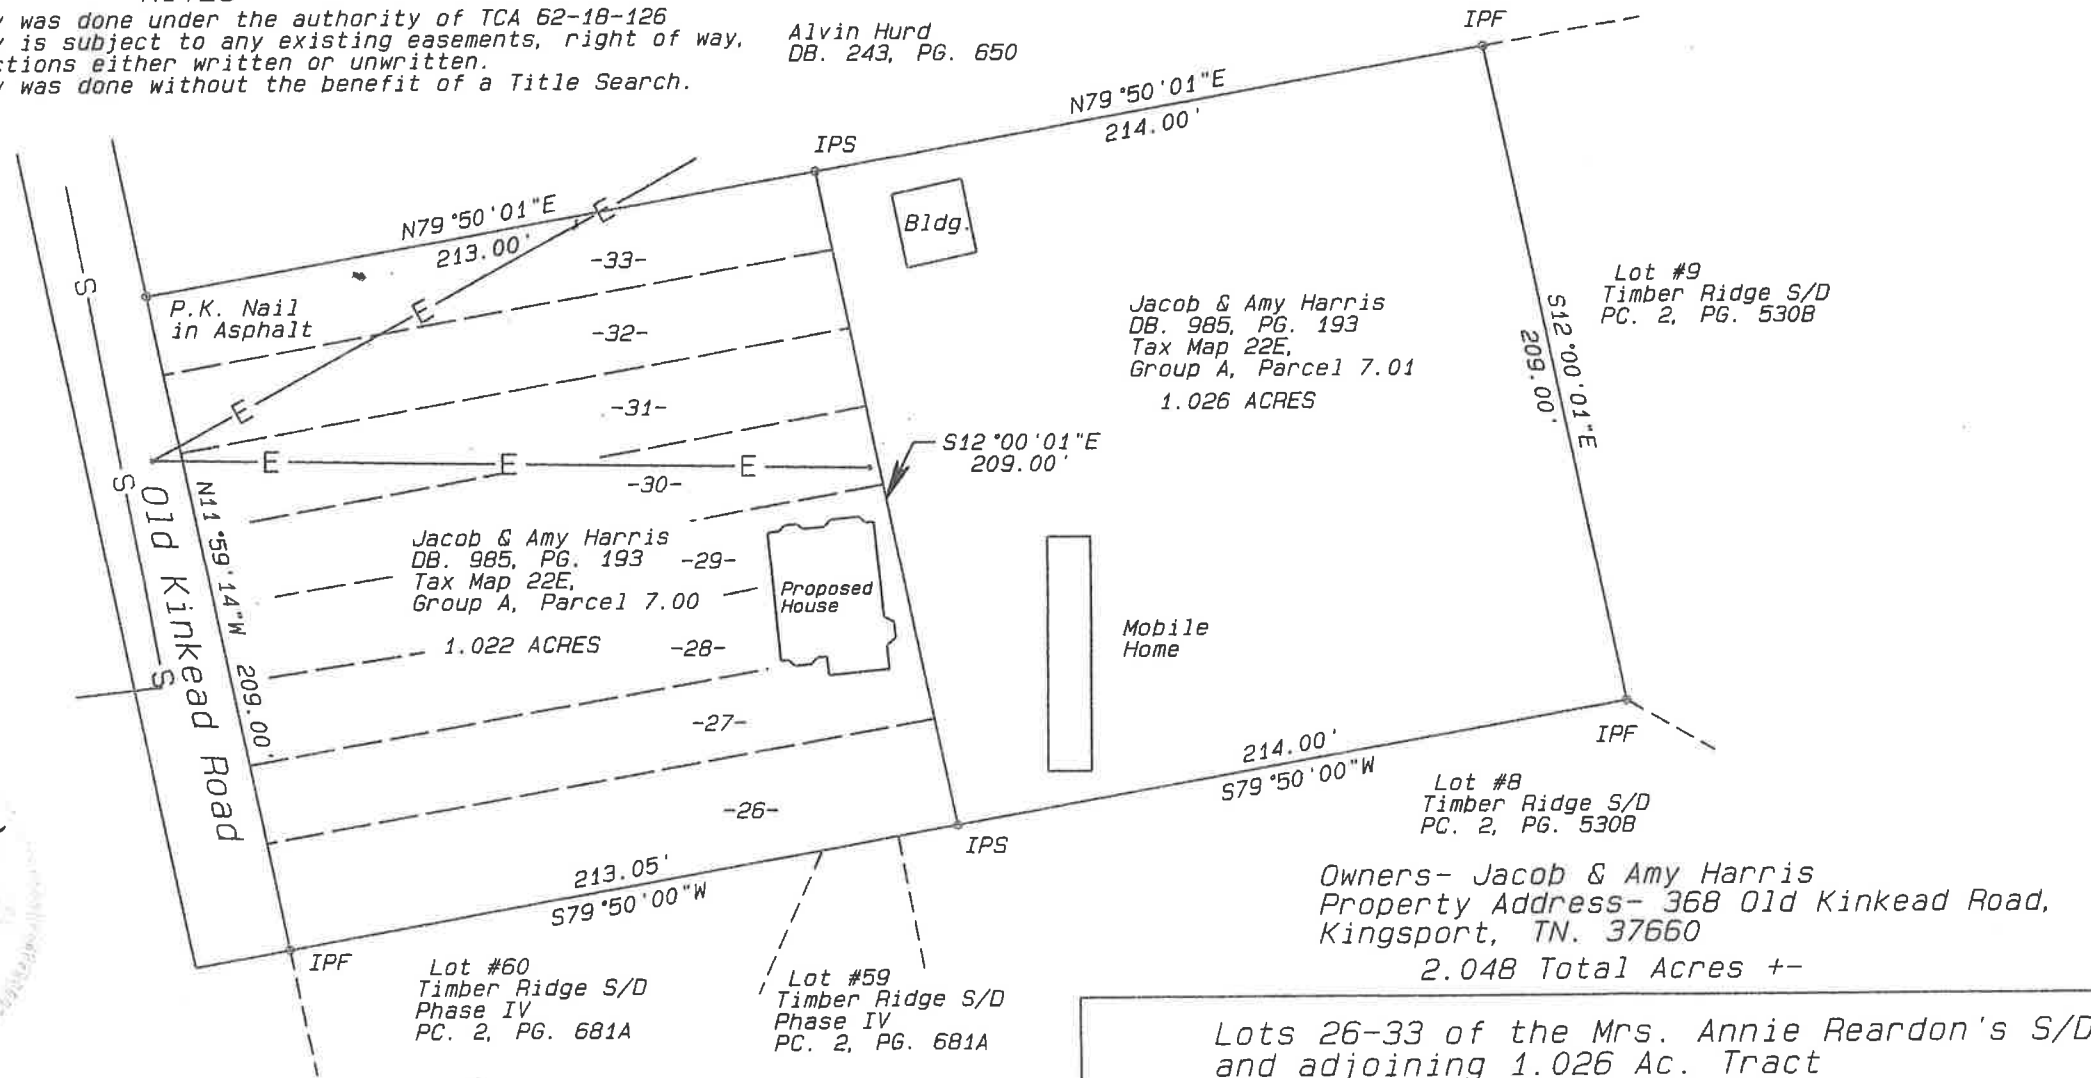 y was done under the authority of TCA 62-18-126
y is subject to any existing easements, right of way,
ctions either written or unwritten.
y was done without the benefit of a Title Search.
Alvin Hurd
DB. 243, PG. 650
IPF
N79°50'01"E
214.00'
IPS
N79°50'01"E
213.00'
E
E
E
-33-
Bldg.
S
P.K. Nail
in Asphalt
-32-
-31-
Jacob & Amy Harris
DB. 985, PG. 193
Tax Map 22E,
Group A, Parcel 7.01
1.026 ACRES
Lot #9
Timber Ridge S/D
PC. 2, PG. 530B
S12°00'01"E
209.00'
S12°00'01"E
209.00'
E
E
E
-30-
S
Old Kinkead Road
N11°59'14"W 209.00'
Jacob & Amy Harris
DB. 985, PG. 193
Tax Map 22E,
Group A, Parcel 7.00
1.022 ACRES
-29-
Proposed
House
-28-
Mobile
Home
S
-27-
-26-
214.00'
S79°50'00"W
IPF
Lot #8
Timber Ridge S/D
PC. 2, PG. 530B
IPS
213.05'
S79°50'00"W
IPF
Lot #60
Timber Ridge S/D
Phase IV
PC. 2, PG. 681A
Lot #59
Timber Ridge S/D
Phase IV
PC. 2, PG. 681A
Owners- Jacob & Amy Harris
Property Address- 368 Old Kinkead Road,
Kingsport, TN. 37660
2.048 Total Acres +-
Lots 26-33 of the Mrs. Annie Reardon's S/D
and adjoining 1.026 Ac. Tract